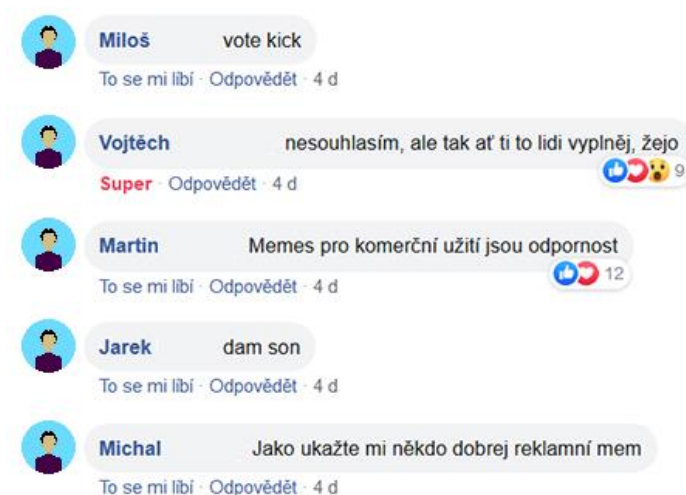 Miloš vote kick
To se mi líbí · Odpovědět · 4 d
Vojtěch nesouhlasím, ale tak ať ti to lidi vyplněj, žejo
9
Super · Odpovědět · 4 d
Martin Memes pro komerční užití jsou odpornost
12
To se mi líbí · Odpovědět · 4 d
Jarek dam son
To se mi líbí · Odpovědět · 4 d
Michal Jako ukažte mi někdo dobrej reklamní mem
To se mi líbí · Odpovědět · 4 d